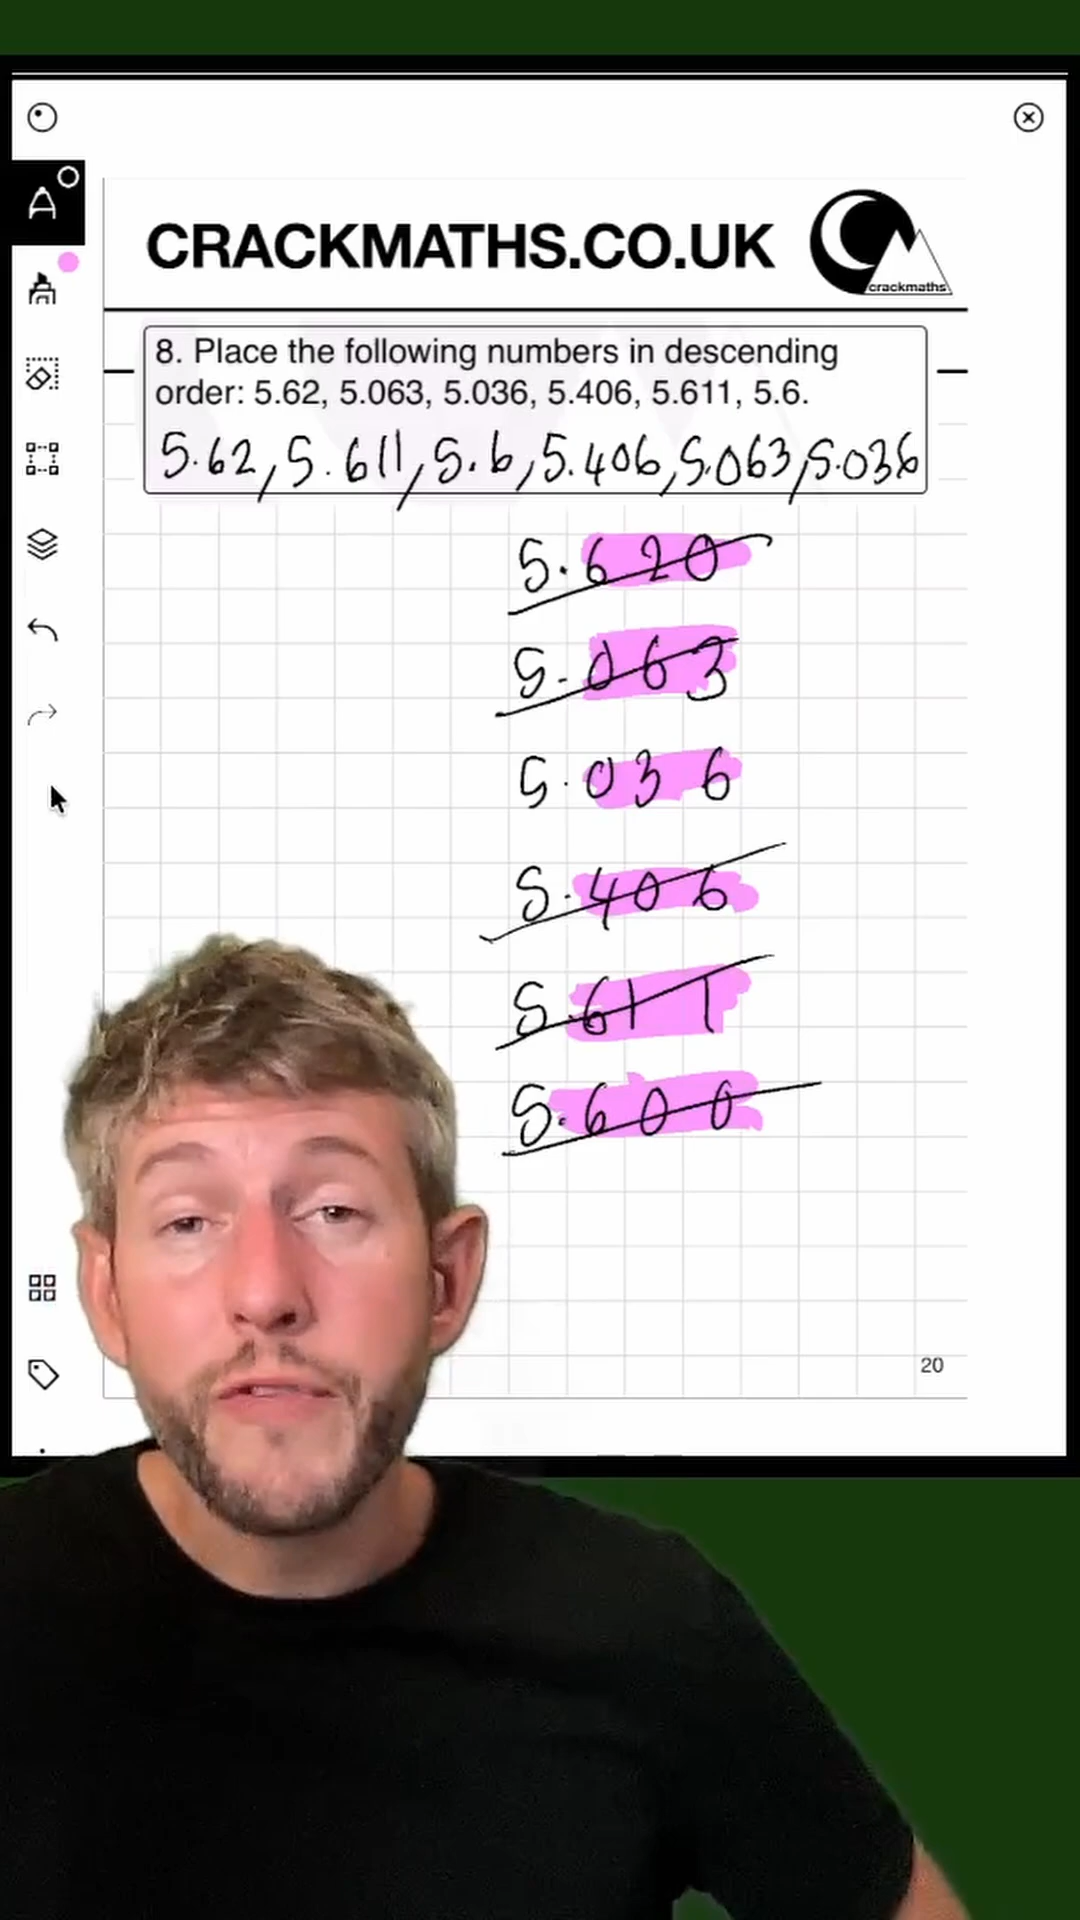 CRACKMATHS.CO.UK
crackmaths
8. Place the following numbers in descending
order: 5.62, 5.063, 5.036, 5.406, 5.611, 5.6.
5.62, 5.611, 5.6, 5.406, 5.063, 5.036
5.620
5.063
5.036
5.406
5.611
5.600
20